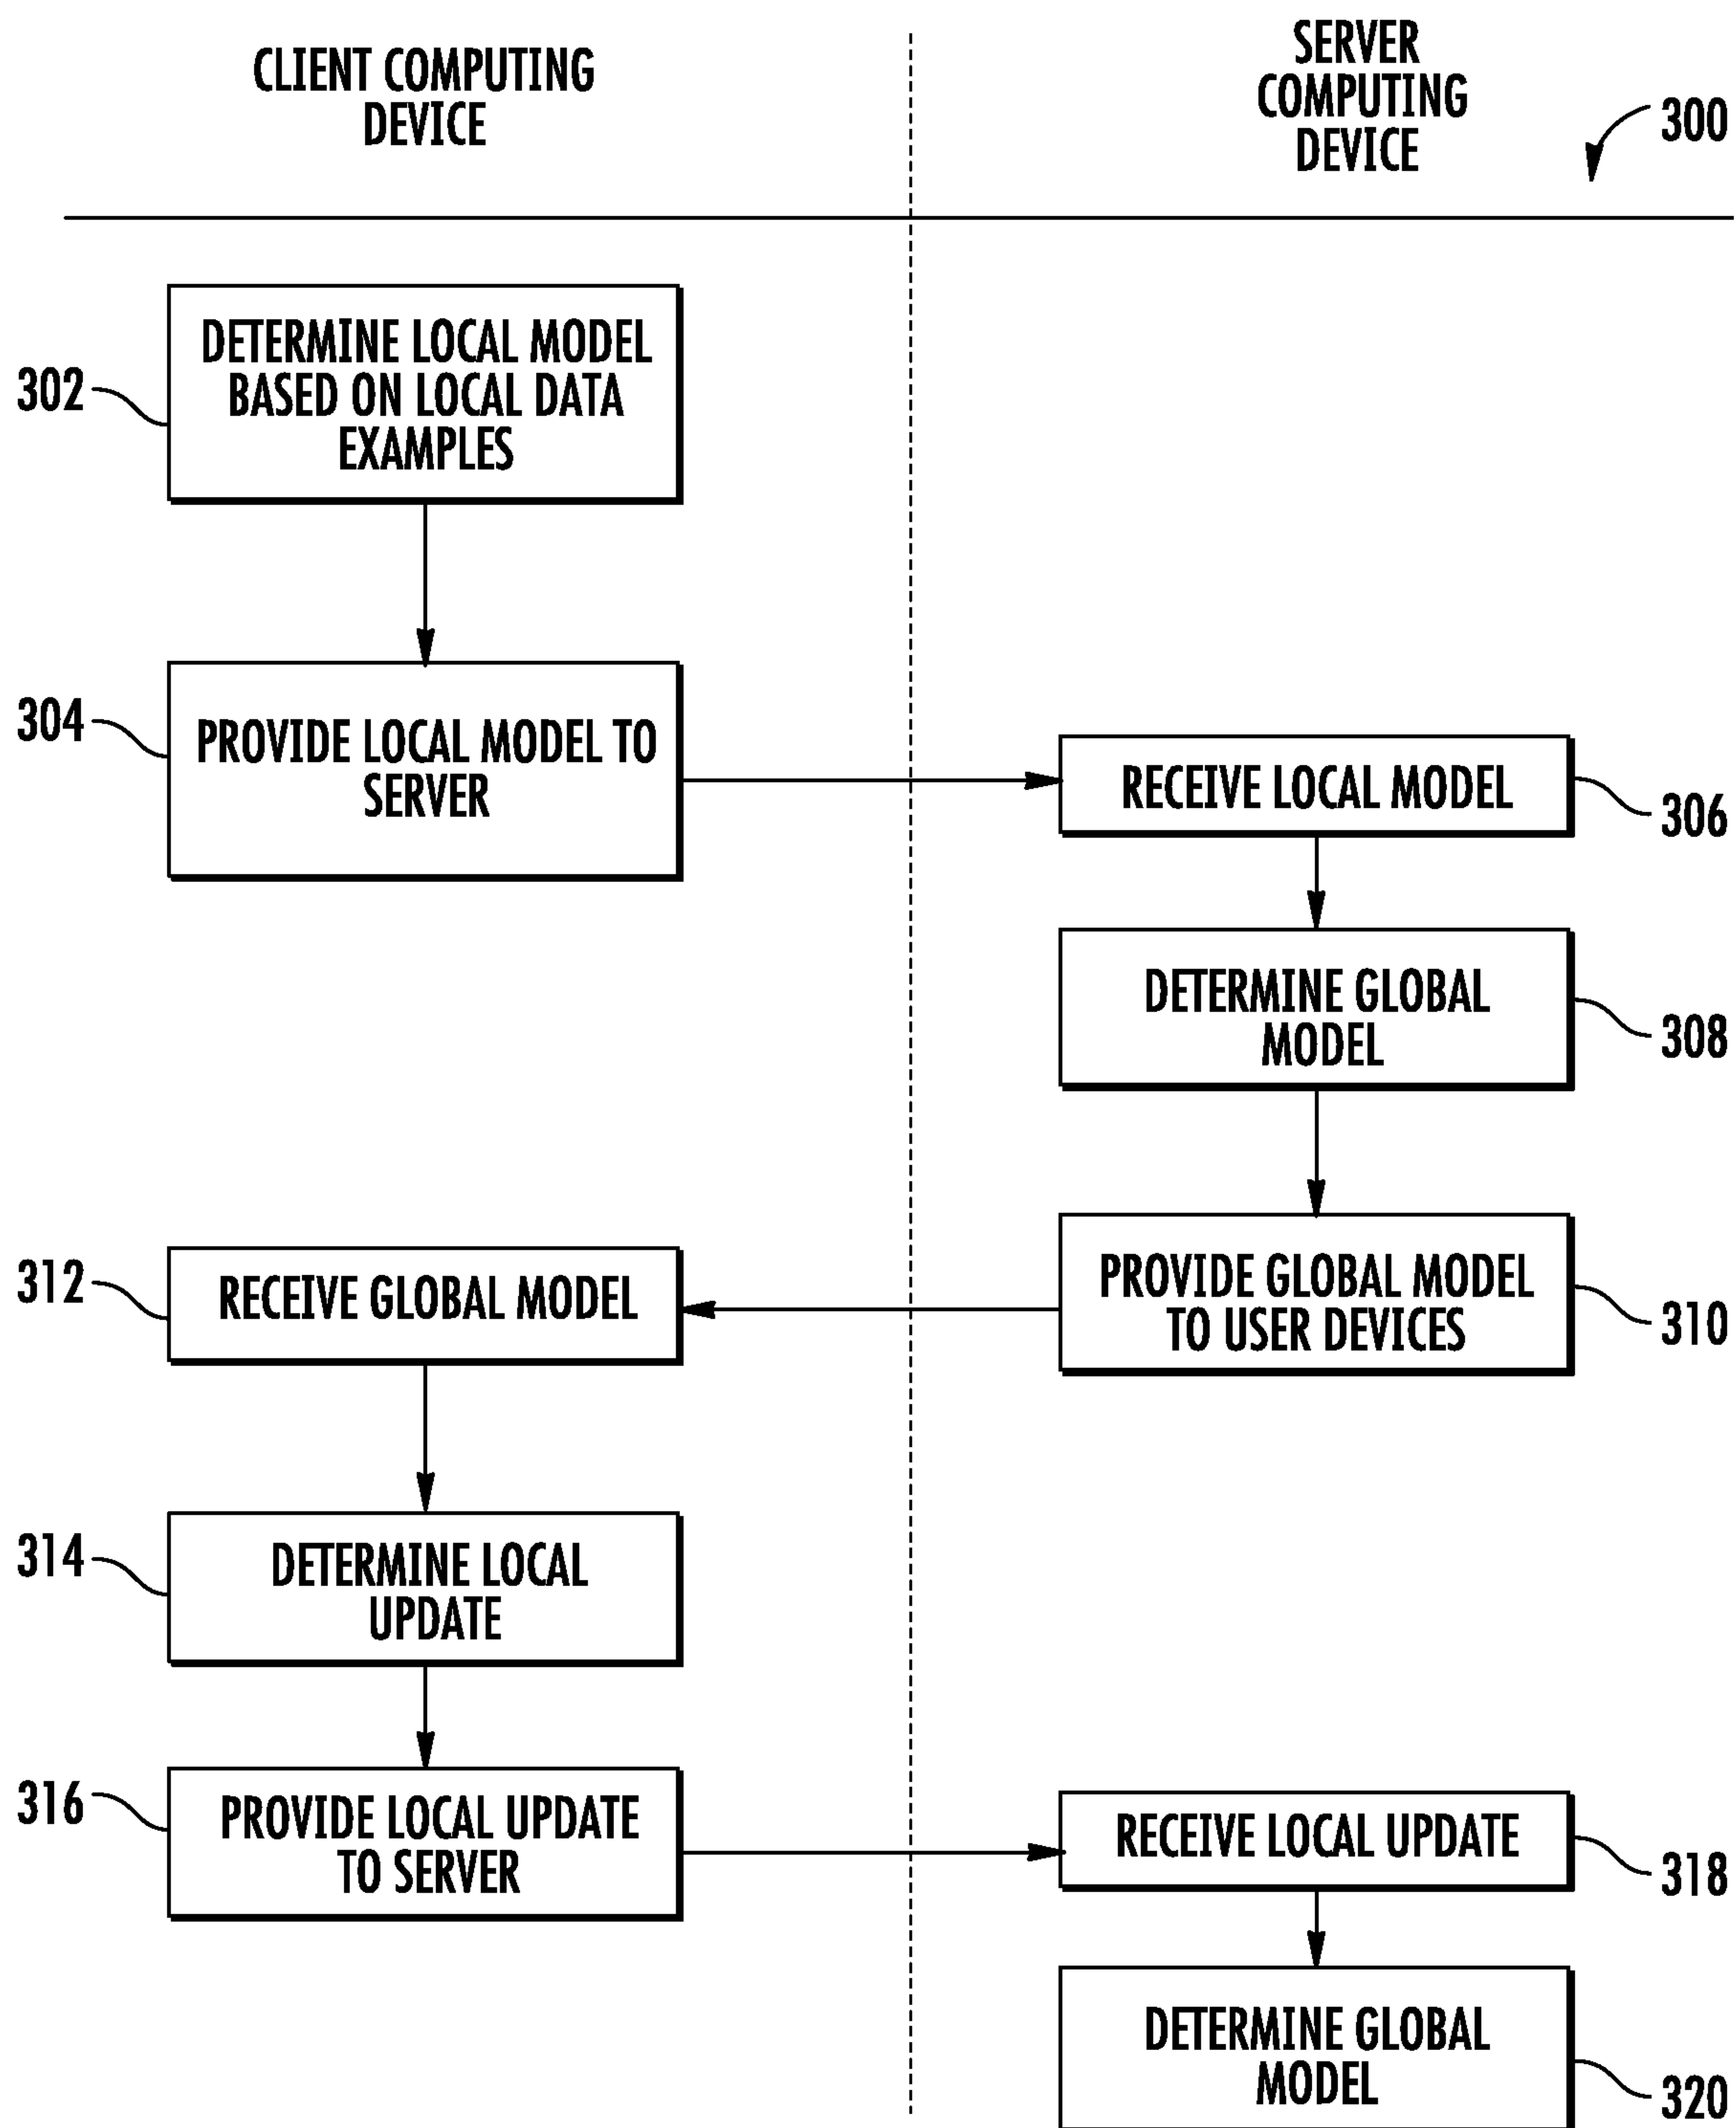 CLIENT COMPUTING
DEVICE
SERVER
COMPUTING
DEVICE
300
302
DETERMINE LOCAL MODEL
BASED ON LOCAL DATA
EXAMPLES
304
PROVIDE LOCAL MODEL TO
SERVER
RECEIVE LOCAL MODEL
306
DETERMINE GLOBAL
MODEL
308
PROVIDE GLOBAL MODEL
TO USER DEVICES
310
312
RECEIVE GLOBAL MODEL
314
DETERMINE LOCAL
UPDATE
316
PROVIDE LOCAL UPDATE
TO SERVER
RECEIVE LOCAL UPDATE
318
DETERMINE GLOBAL
MODEL
320